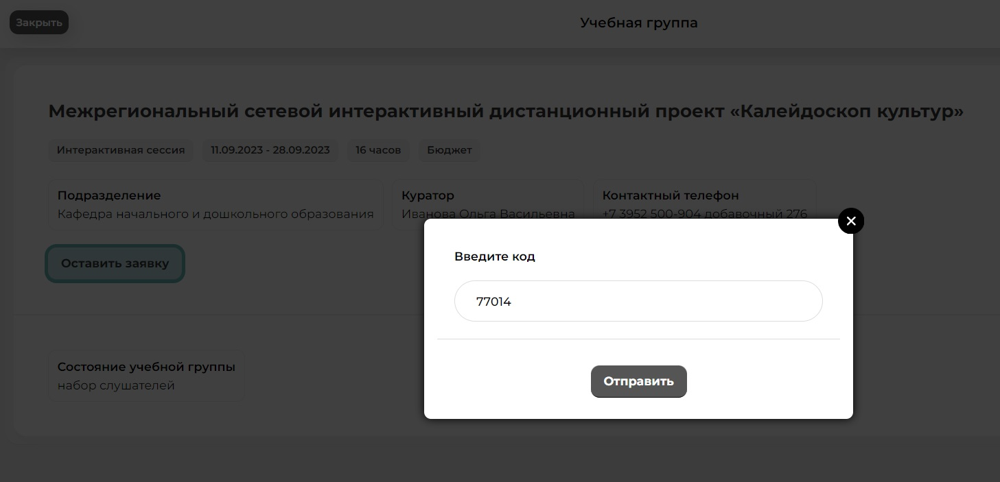 Закрыть
Учебная группа
Межрегиональный сетевой интерактивный дистанционный проект «Калейдоскоп культур»
Интерактивная сессия 11.09.2023 - 28.09.2023 16 часов Бюджет
Подразделение
Кафедра начального и дошкольного образования
Куратор
Иванова Ольга Васильевна
Контактный телефон
+7 3952 500-904 добавочный 276
Оставить заявку
Введите код
77014
Отправить
Состояние учебной группы
набор слушателей